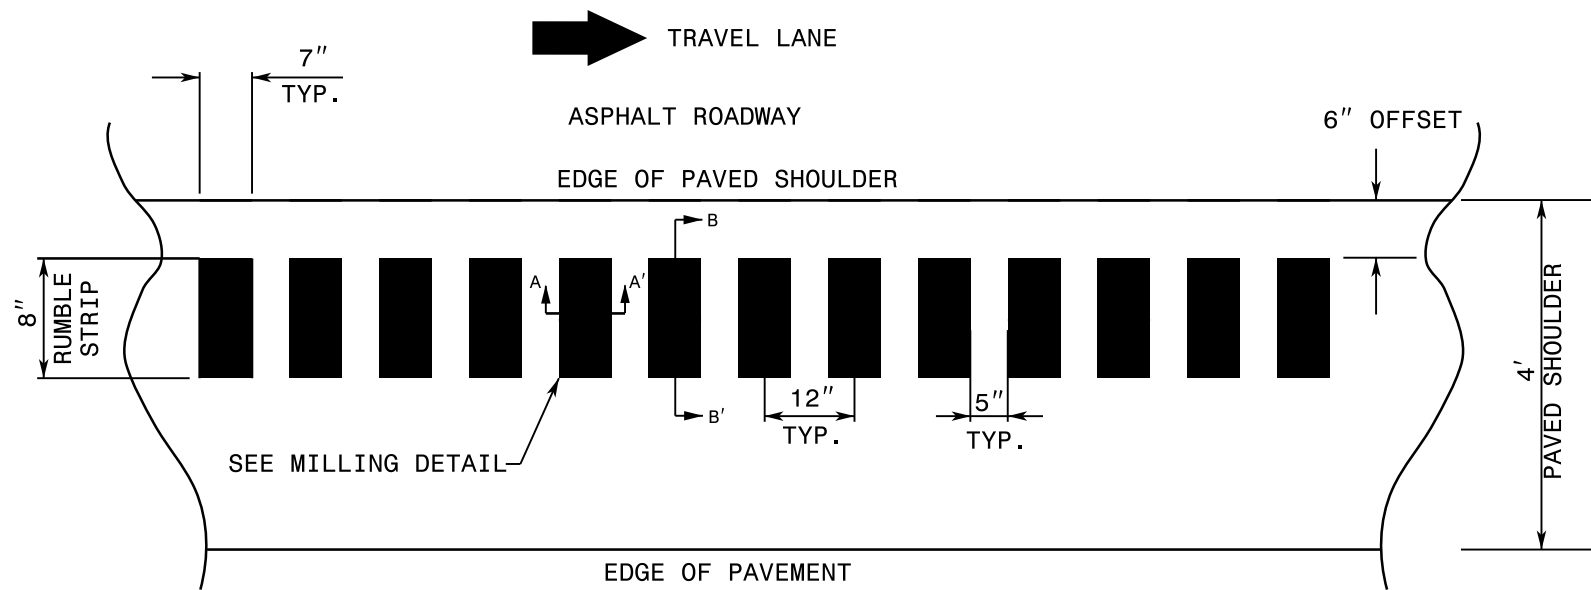 TRAVEL LANE
7"
TYP.
ASPHALT ROADWAY
6" OFFSET
EDGE OF PAVED SHOULDER
B
A
A'
8"
RUMBLE
STRIP
4'
PAVED SHOULDER
12"
TYP.
5"
TYP.
B'
SEE MILLING DETAIL
EDGE OF PAVEMENT